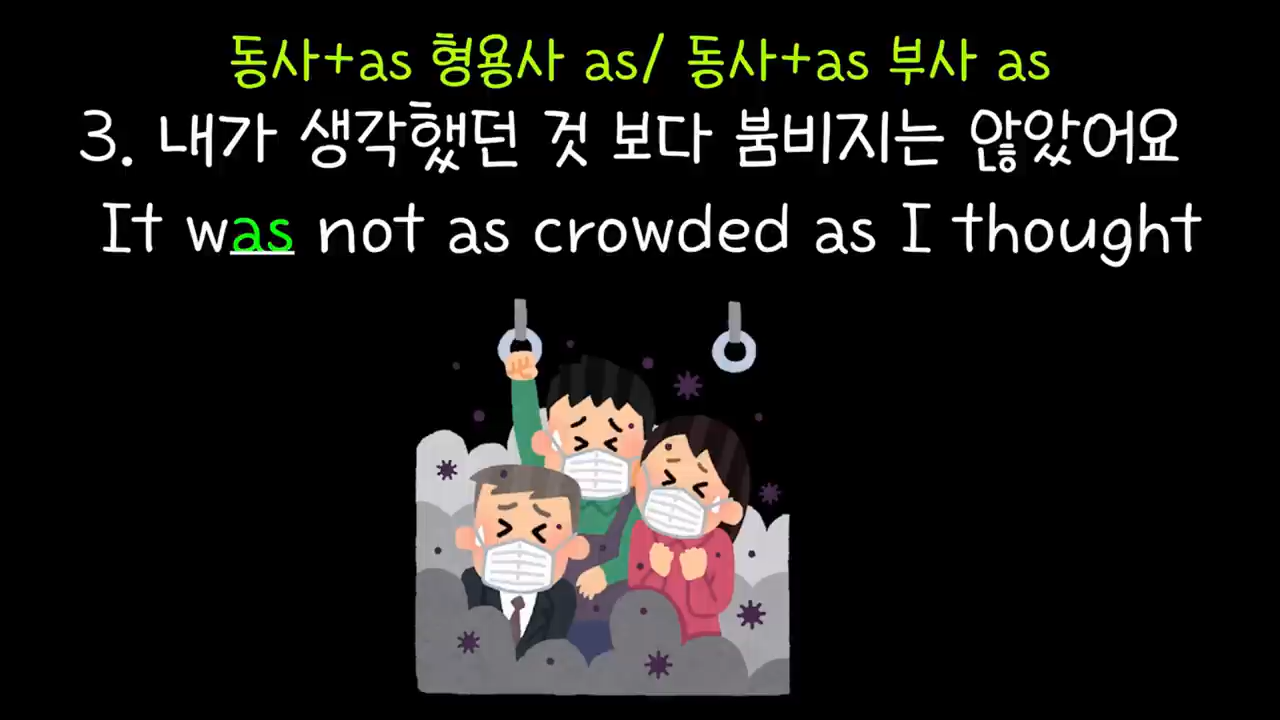 동사+as 형용사 as/ 동사+as 부사 as
3. 내가 생각했던 것 보다 붐비지는 않았어요
It was not as crowded as I thought